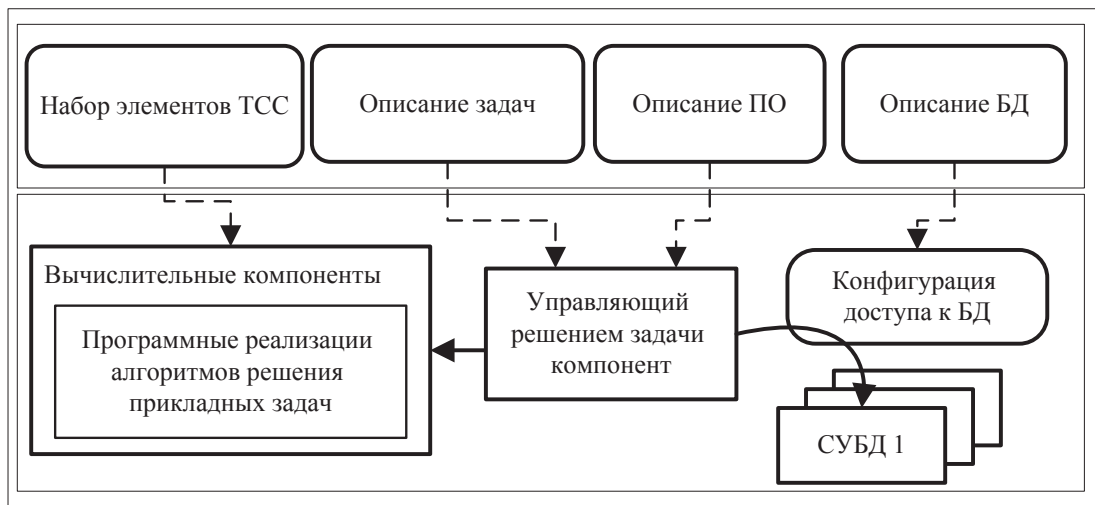 Набор элементов ТСС
Описание задач
Описание ПО
Описание БД
Вычислительные компоненты
Программные реализации
алгоритмов решения
прикладных задач
Управляющий
решением задачи
компонент
Конфигурация
доступа к БД
СУБД 1